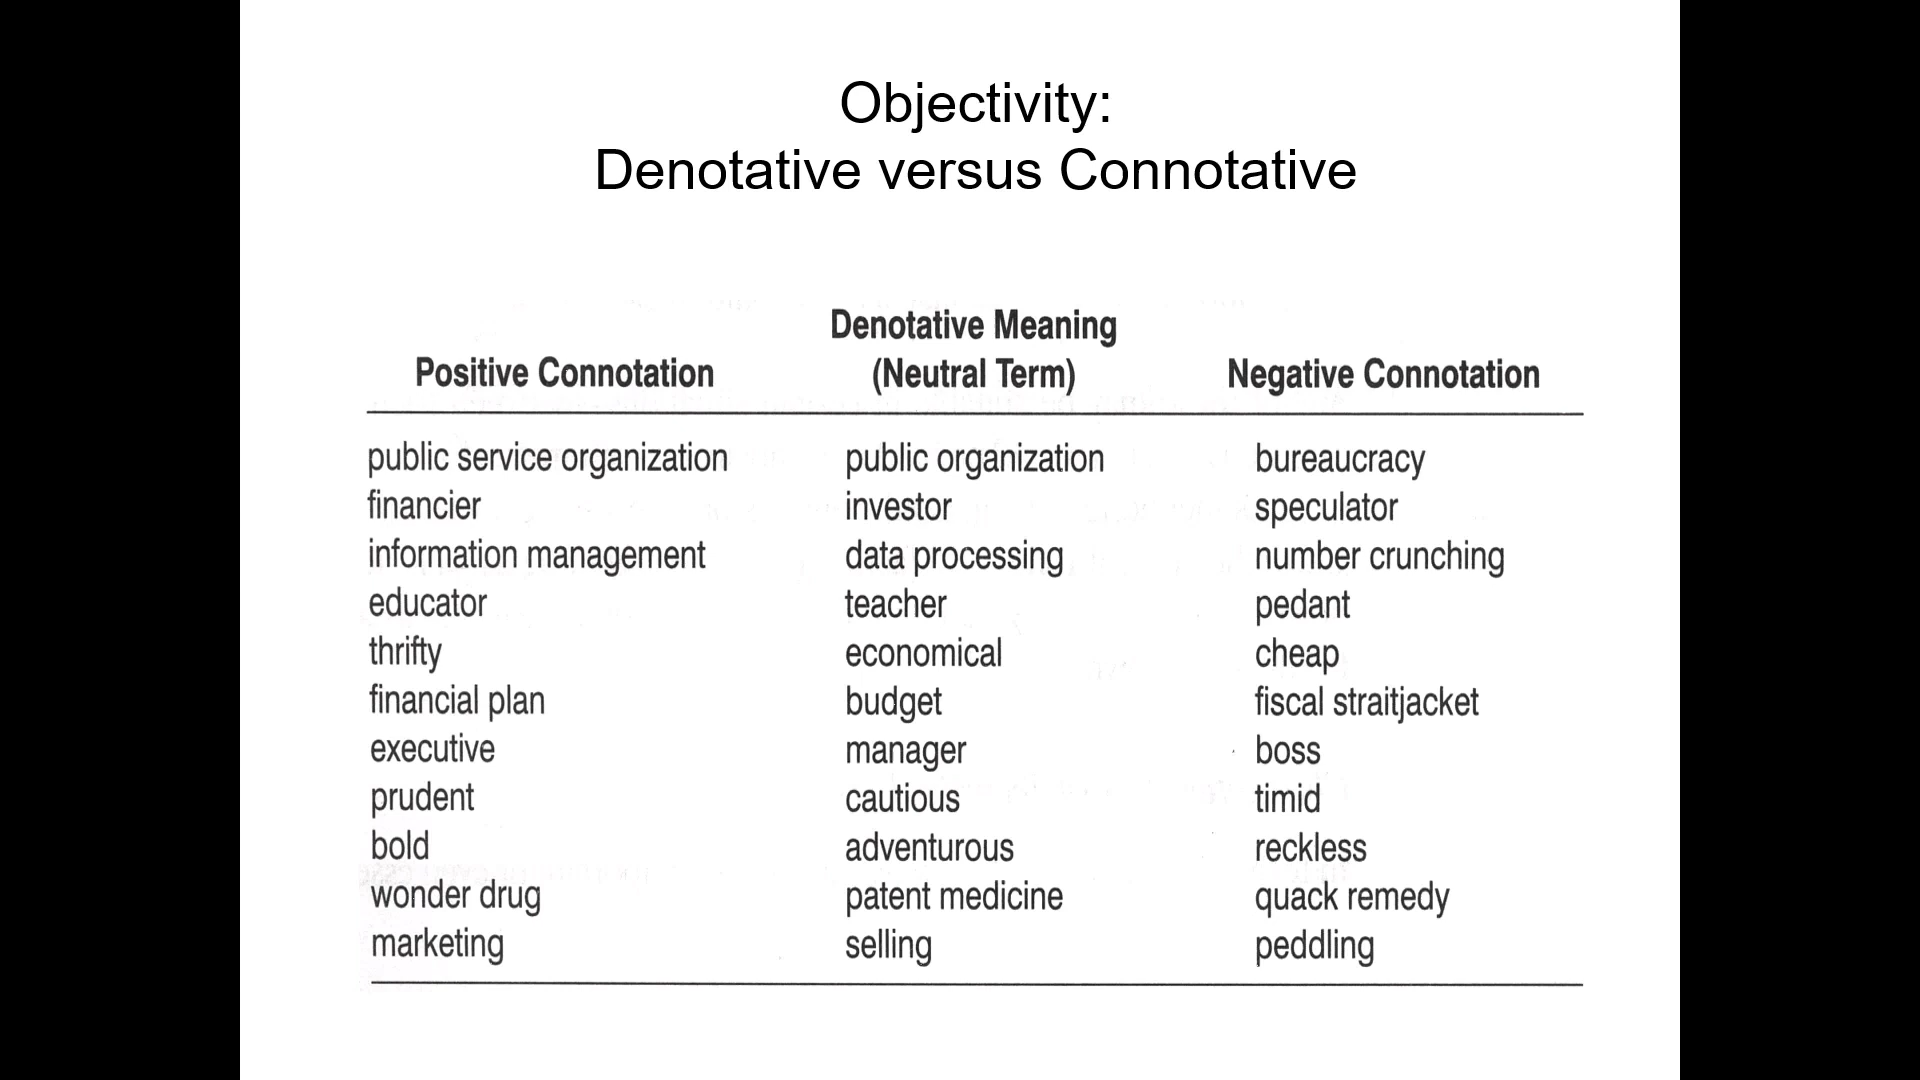 Objectivity:
Denotative versus Connotative
Denotative Meaning
Positive Connotation (Neutral Term) Negative Connotation
public service organization public organization bureaucracy
financier investor speculator
information management data processing number crunching
educator teacher pedant
thrifty economical cheap
financial plan budget fiscal straitjacket
executive manager boss
prudent cautious timid
bold adventurous reckless
wonder drug patent medicine quack remedy
marketing selling peddling